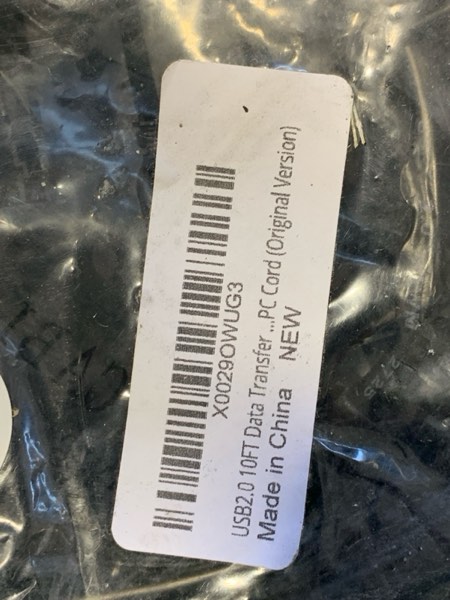 X0029OWUG3
USB2.0 10FT Data Transfer ...PC Cord (Original Version)
Made in China NEW